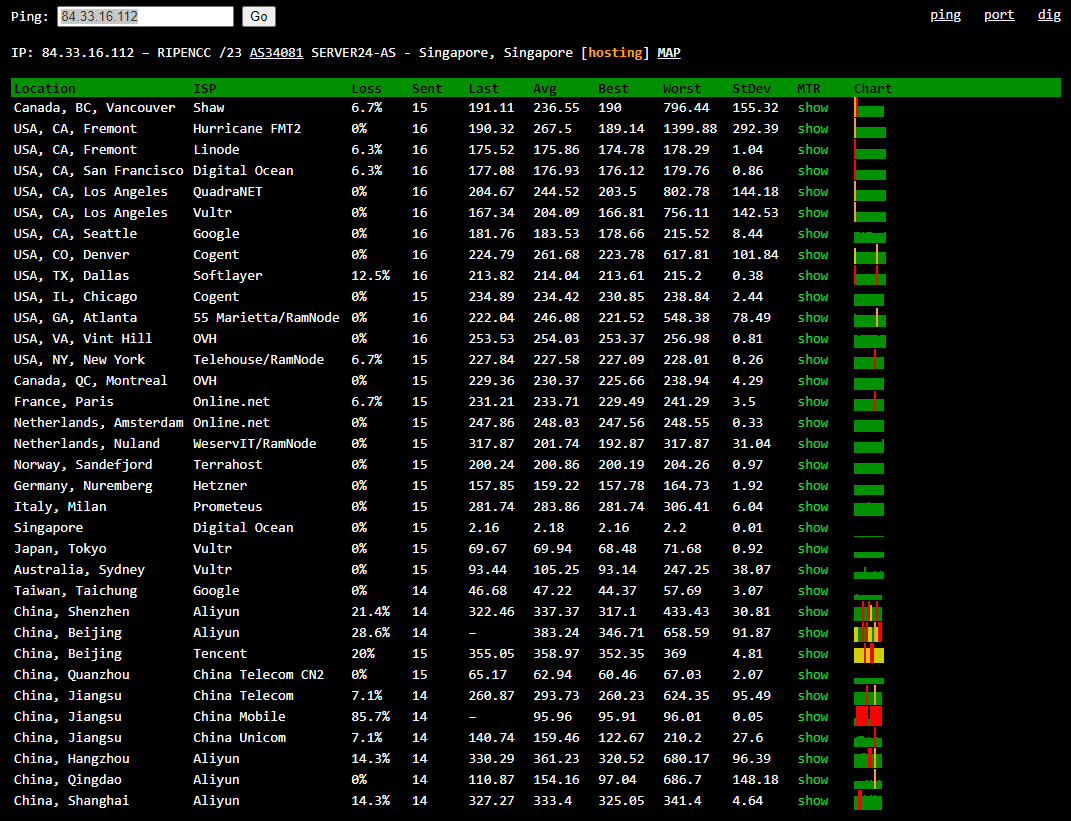 Ping: 84.33.16.112 Go ping port dig
IP: 84.33.16.112 – RIPENCC /23 AS34081 SERVER24-AS - Singapore, Singapore [hosting] MAP
Location ISP Loss Sent Last Avg Best Worst StDev MTR Chart
Canada, BC, Vancouver Shaw 6.7% 15 191.11 236.55 190 796.44 155.32 show
USA, CA, Fremont Hurricane FMT2 0% 16 190.32 267.5 189.14 1399.88 292.39 show
USA, CA, Fremont Linode 6.3% 16 175.52 175.86 174.78 178.29 1.04 show
USA, CA, San Francisco Digital Ocean 6.3% 16 177.08 176.93 176.12 179.76 0.86 show
USA, CA, Los Angeles QuadraNET 0% 16 204.67 244.52 203.5 802.78 144.18 show
USA, CA, Los Angeles Vultr 0% 16 167.34 204.09 166.81 756.11 142.53 show
USA, CA, Seattle Google 0% 16 181.76 183.53 178.66 215.52 8.44 show
USA, CO, Denver Cogent 0% 16 224.79 261.68 223.78 617.81 101.84 show
USA, TX, Dallas Softlayer 12.5% 16 213.82 214.04 213.61 215.2 0.38 show
USA, IL, Chicago Cogent 0% 15 234.89 234.42 230.85 238.84 2.44 show
USA, GA, Atlanta 55 Marietta/RamNode 0% 16 222.04 246.08 221.52 548.38 78.49 show
USA, VA, Vint Hill OVH 0% 16 253.53 254.03 253.37 256.98 0.81 show
USA, NY, New York Telehouse/RamNode 6.7% 15 227.84 227.58 227.09 228.01 0.26 show
Canada, QC, Montreal OVH 0% 15 229.36 230.37 225.66 238.94 4.29 show
France, Paris Online.net 6.7% 15 231.21 233.71 229.49 241.29 3.5 show
Netherlands, Amsterdam Online.net 0% 15 247.86 248.03 247.56 248.55 0.33 show
Netherlands, Nuland WeservIT/RamNode 0% 15 317.87 201.74 192.87 317.87 31.04 show
Norway, Sandefjord Terrahost 0% 15 200.24 200.86 200.19 204.26 0.97 show
Germany, Nuremberg Hetzner 0% 15 157.85 159.22 157.78 164.73 1.92 show
Italy, Milan Prometeus 0% 15 281.74 283.86 281.74 306.41 6.04 show
Singapore Digital Ocean 0% 15 2.16 2.18 2.16 2.2 0.01 show
Japan, Tokyo Vultr 0% 15 69.67 69.94 68.48 71.68 0.92 show
Australia, Sydney Vultr 0% 15 93.44 105.25 93.14 247.25 38.07 show
Taiwan, Taichung Google 0% 14 46.68 47.22 44.37 57.69 3.07 show
China, Shenzhen Aliyun 21.4% 14 322.46 337.37 317.1 433.43 30.81 show
China, Beijing Aliyun 28.6% 14 – 383.24 346.71 658.59 91.87 show
China, Beijing Tencent 20% 15 355.05 358.97 352.35 369 4.81 show
China, Quanzhou China Telecom CN2 0% 15 65.17 62.94 60.46 67.03 2.07 show
China, Jiangsu China Telecom 7.1% 14 260.87 293.73 260.23 624.35 95.49 show
China, Jiangsu China Mobile 85.7% 14 – 95.96 95.91 96.01 0.05 show
China, Jiangsu China Unicom 7.1% 14 140.74 159.46 122.67 210.2 27.6 show
China, Hangzhou Aliyun 14.3% 14 330.29 361.23 320.52 680.17 96.39 show
China, Qingdao Aliyun 0% 14 110.87 154.16 97.04 686.7 148.18 show
China, Shanghai Aliyun 14.3% 14 327.27 333.4 325.05 341.4 4.64 show